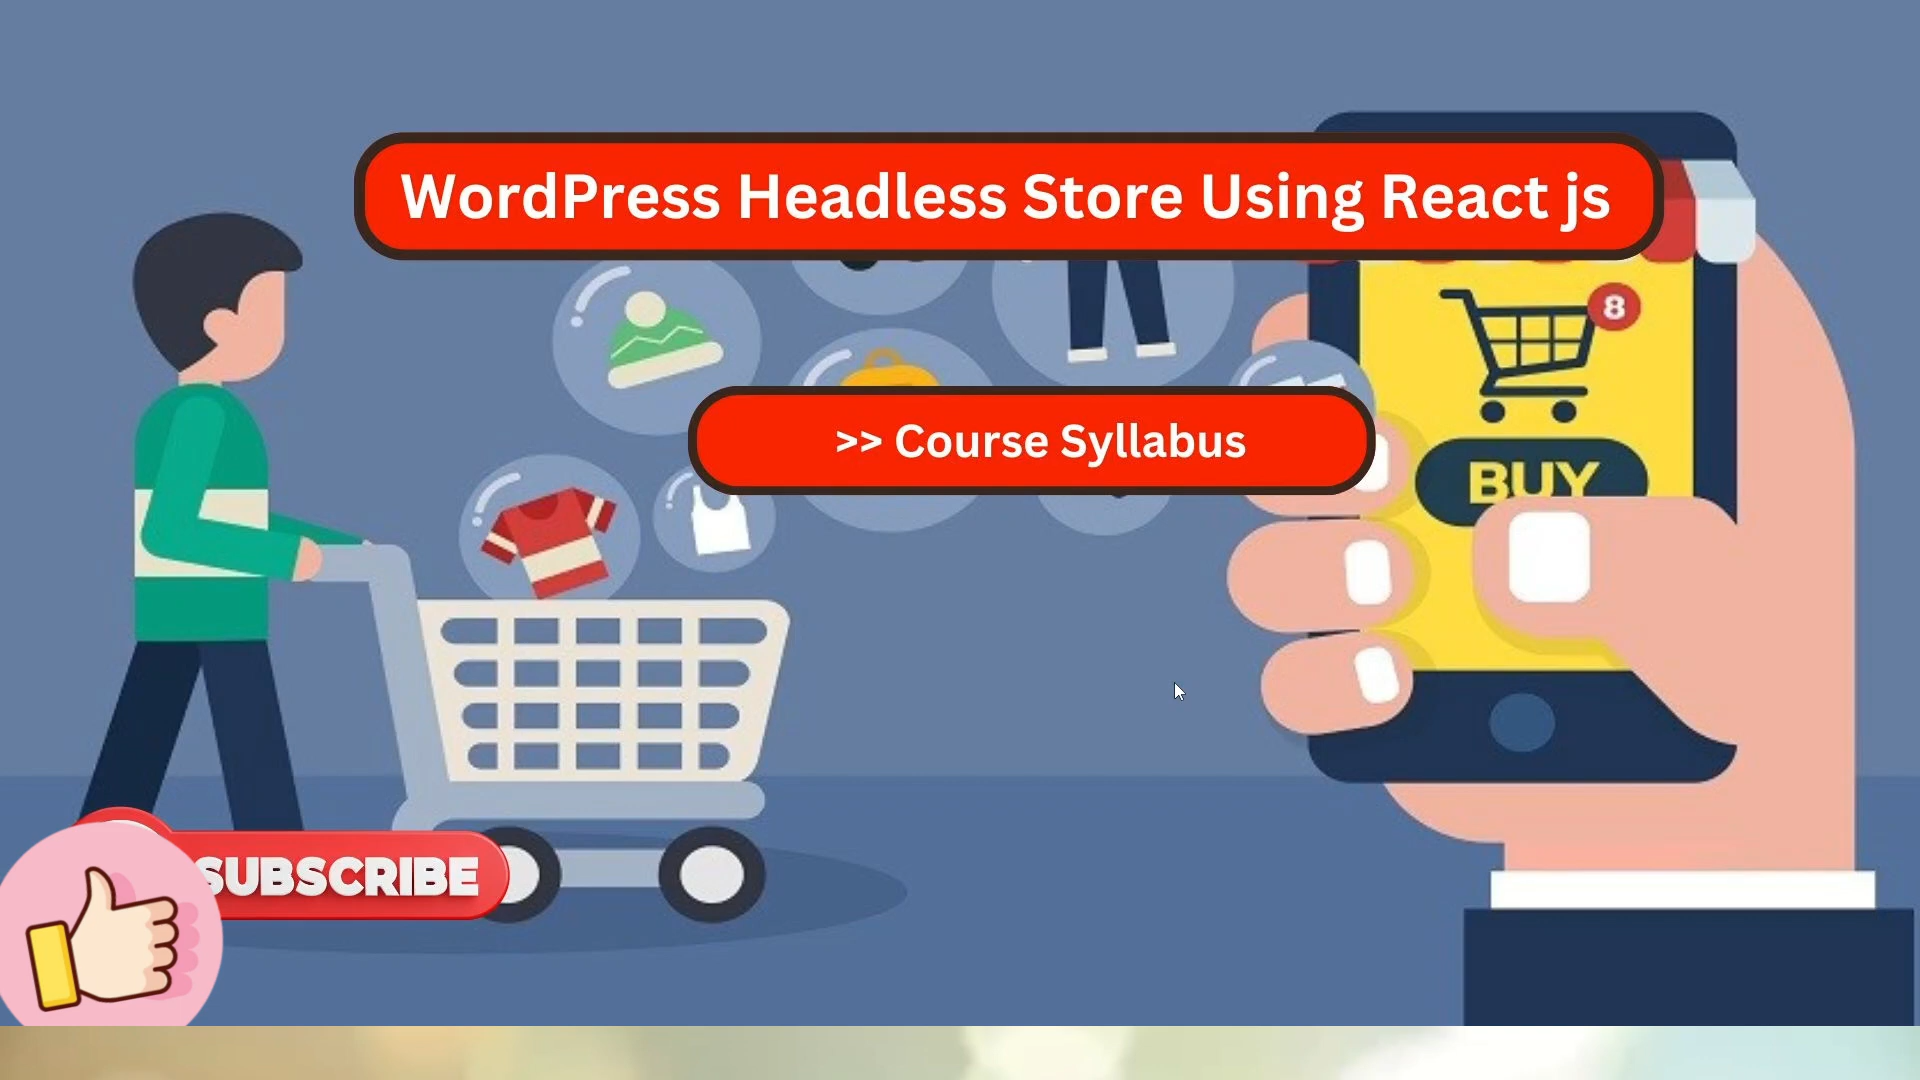 WordPress Headless Store Using React js
8
>> Course Syllabus
BUY
SUBSCRIBE